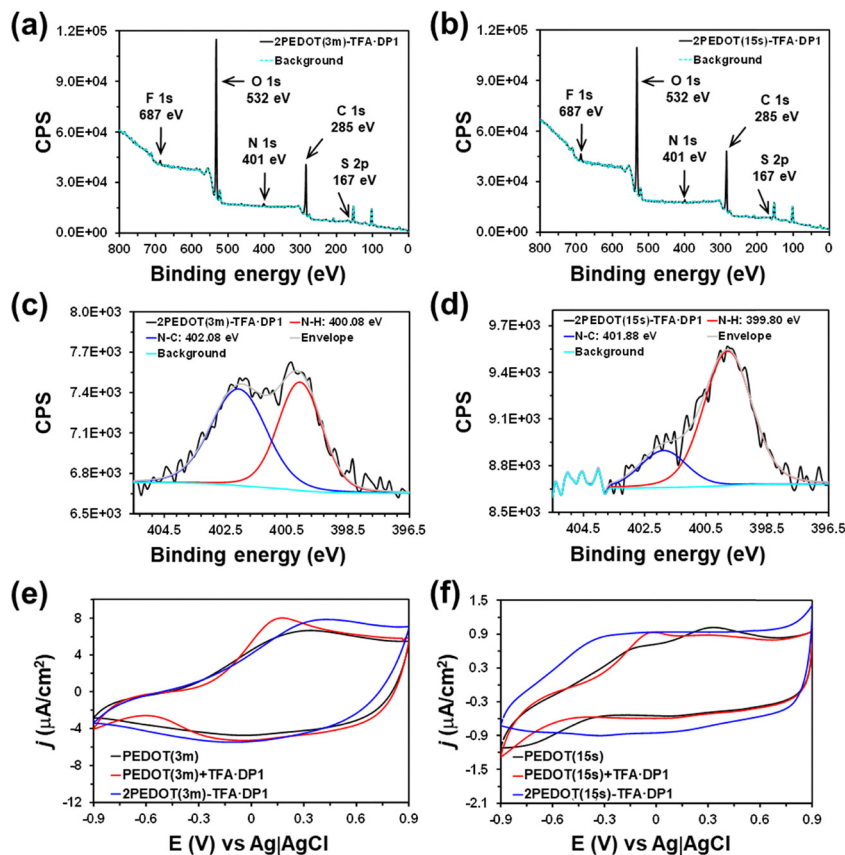 (a)
1.2E+05
9.0E+04
6.0E+04
3.0E+04
0.0E+00
CPS
2PEDOT(3m)-TFA·DP1
Background
F 1s
687 eV
O 1s
532 eV
N 1s
401 eV
C 1s
285 eV
S 2p
167 eV
800 700 600 500 400 300 200 100 0
Binding energy (eV)
(b)
1.2E+05
9.0E+04
6.0E+04
3.0E+04
0.0E+00
CPS
2PEDOT(15s)-TFA·DP1
Background
F 1s
687 eV
O 1s
532 eV
N 1s
401 eV
C 1s
285 eV
S 2p
167 eV
800 700 600 500 400 300 200 100 0
Binding energy (eV)
(c)
8.0E+03
7.7E+03
7.4E+03
7.1E+03
6.8E+03
6.5E+03
CPS
2PEDOT(3m)-TFA·DP1 N-H: 400.08 eV
N-C: 402.08 eV Envelope
Background
404.5 402.5 400.5 398.5 396.5
Binding energy (eV)
(d)
9.7E+03
9.4E+03
9.1E+03
8.8E+03
8.5E+03
CPS
2PEDOT(15s)-TFA·DP1 N-H: 399.80 eV
N-C: 401.88 eV Envelope
Background
404.5 402.5 400.5 398.5 396.5
Binding energy (eV)
(e)
8
4
0
-4
-8
-12
j (μA/cm2)
PEDOT(3m)
PEDOT(3m)+TFA·DP1
2PEDOT(3m)-TFA·DP1
-0.9 -0.6 -0.3 0 0.3 0.6 0.9
E (V) vs Ag|AgCl
(f)
1.5
0.9
0.3
-0.3
-0.9
-1.5
-2.1
j (μA/cm2)
PEDOT(15s)
PEDOT(15s)+TFA·DP1
2PEDOT(15s)-TFA·DP1
-0.9 -0.6 -0.3 0 0.3 0.6 0.9
E (V) vs Ag|AgCl